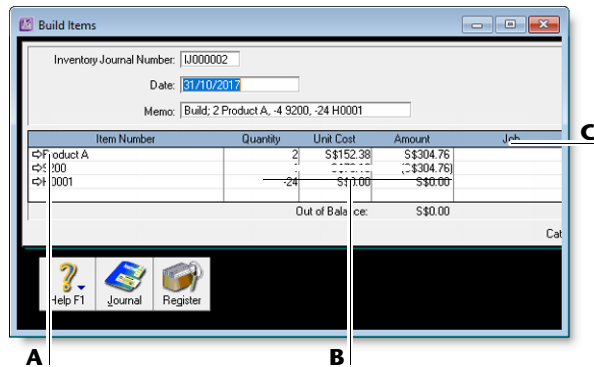 Build Items
Inventory Journal Number: IJ000002
Date: 31/10/2017
Memo: Build; 2 Product A, -4 9200, -24 H0001
Item Number Quantity Unit Cost Amount Job
C
Product A 2 S$152.38 S$304.76
(S$304.76)
-24 S$0.00 S$0.00
Out of Balance: S$0.00
Help F1 Journal Register
A B